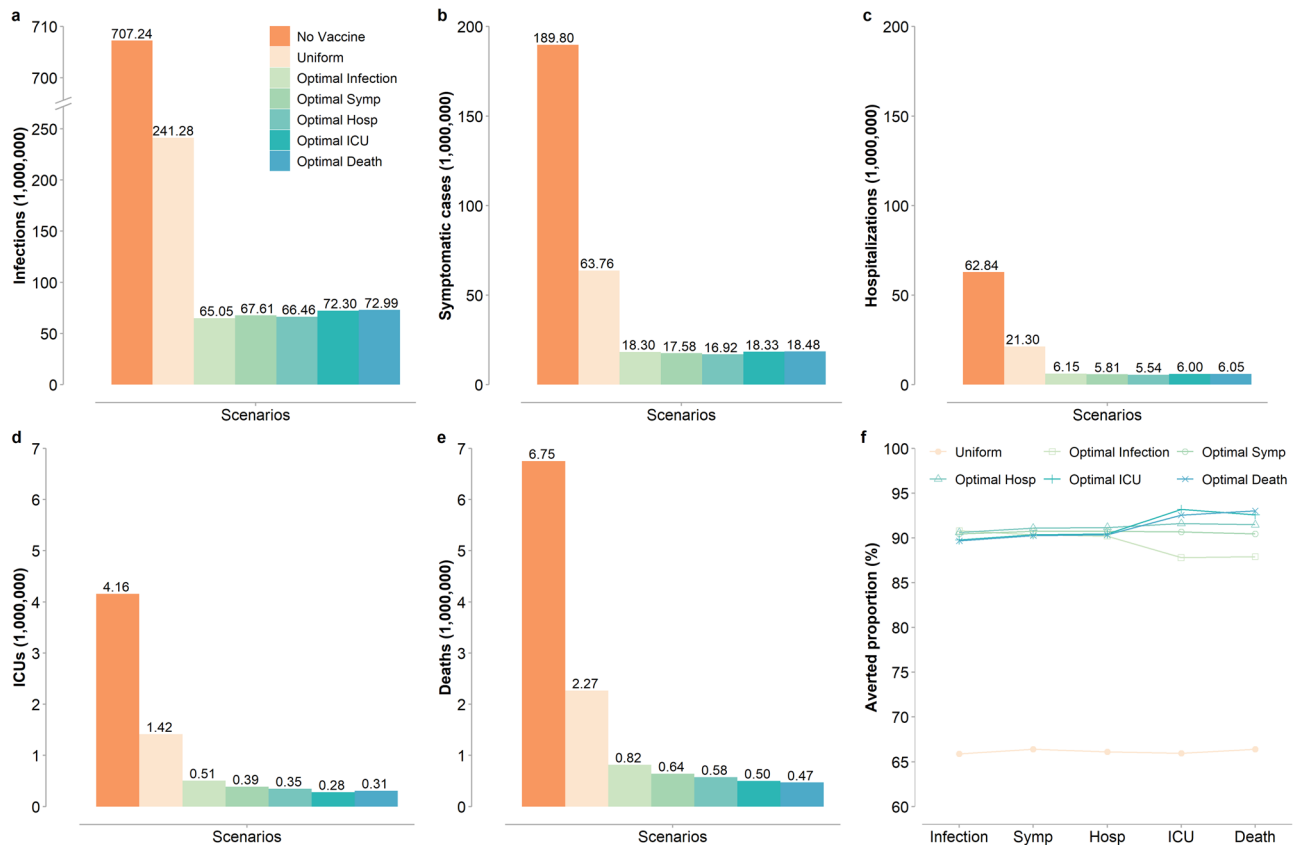 a
Infections (1,000,000)
710
700
250
200
150
100
50
0
707.24
241.28
65.05
67.61
66.46
72.30
72.99
No Vaccine
Uniform
Optimal Infection
Optimal Symp
Optimal Hosp
Optimal ICU
Optimal Death
Scenarios
b
Symptomatic cases (1,000,000)
200
150
100
50
0
189.80
63.76
18.30
17.58
16.92
18.33
18.48
Scenarios
c
Hospitalizations (1,000,000)
200
150
100
50
0
62.84
21.30
6.15
5.81
5.54
6.00
6.05
Scenarios
d
ICUs (1,000,000)
7
6
5
4
3
2
1
0
4.16
1.42
0.51
0.39
0.35
0.28
0.31
Scenarios
e
Deaths (1,000,000)
7
6
5
4
3
2
1
0
6.75
2.27
0.82
0.64
0.58
0.50
0.47
Scenarios
f
Averted proportion (%)
100
95
90
85
80
75
70
65
60
Uniform
Optimal Infection
Optimal Symp
Optimal Hosp
Optimal ICU
Optimal Death
Infection
Symp
Hosp
ICU
Death